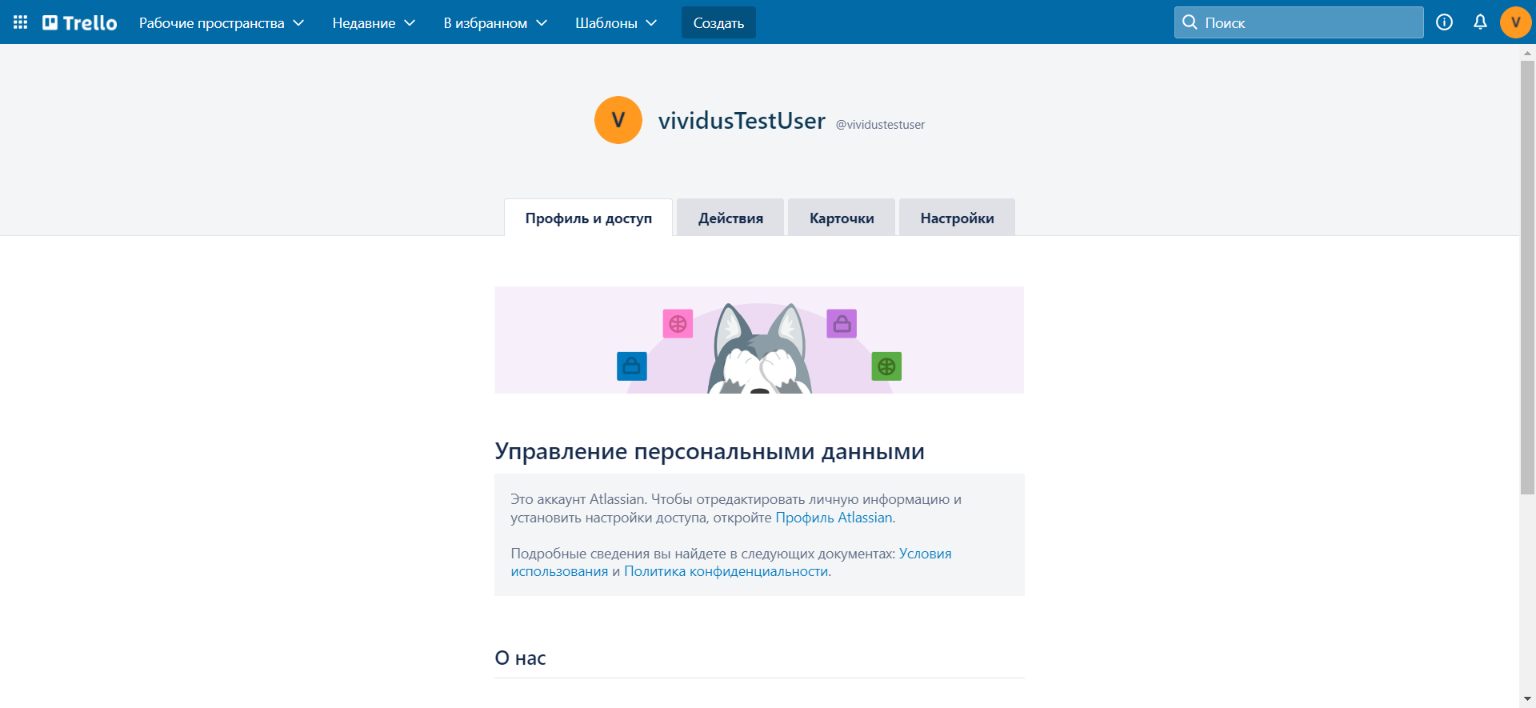 Trello Рабочие пространства Недавние В избранном Шаблоны Создать Поиск V
V vividusTestUser @vividustestuser
Профиль и доступ Действия Карточки Настройки
Управление персональными данными
Это аккаунт Atlassian. Чтобы отредактировать личную информацию и
установить настройки доступа, откройте Профиль Atlassian.
Подробные сведения вы найдете в следующих документах: Условия
использования и Политика конфиденциальности.
О нас